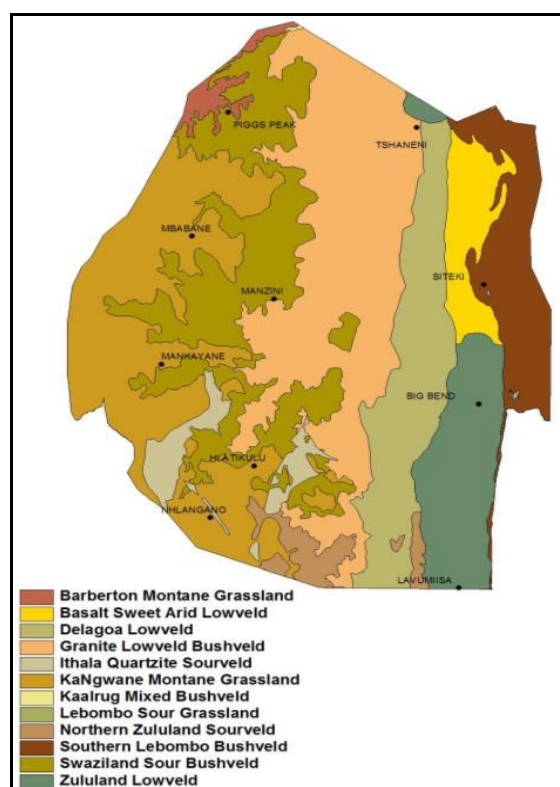 PIGGS PEAK
TSHANENI
MBABANE
SITEKI
MANZINI
MANKAYANE
BIG BEND
HLATIKULU
NHLANGANO
LAVUMIISA
Barberton Montane Grassland
Basalt Sweet Arid Lowveld
Delagoa Lowveld
Granite Lowveld Bushveld
Ithala Quartzite Sourveld
KaNgwane Montane Grassland
Kaalrug Mixed Bushveld
Lebombo Sour Grassland
Northern Zululand Sourveld
Southern Lebombo Bushveld
Swaziland Sour Bushveld
Zululand Lowveld